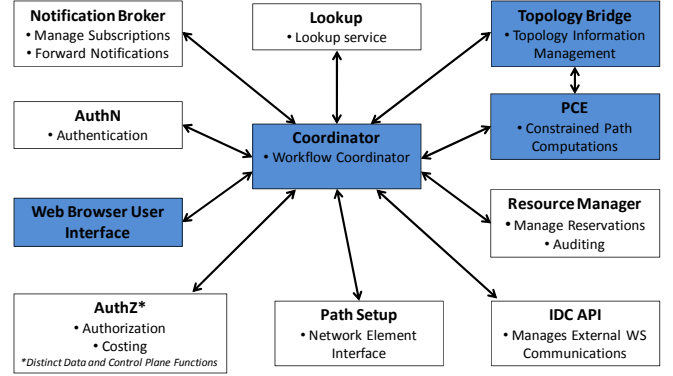 Notification Broker
• Manage Subscriptions
• Forward Notifications
Lookup
• Lookup service
Topology Bridge
• Topology Information
Management
AuthN
• Authentication
Coordinator
• Workflow Coordinator
PCE
• Constrained Path
Computations
Web Browser User
Interface
Resource Manager
• Manage Reservations
• Auditing
AuthZ*
• Authorization
• Costing
*Distinct Data and Control Plane Functions
Path Setup
• Network Element
Interface
IDC API
• Manages External WS
Communications